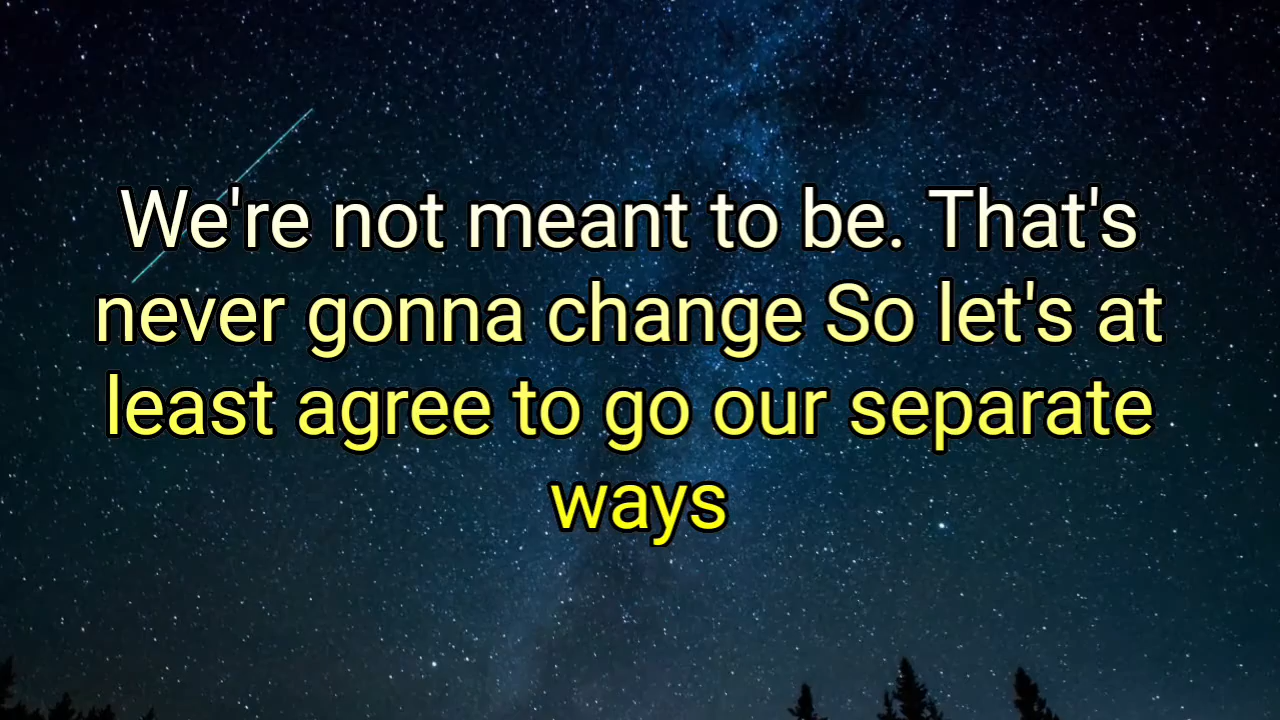 We're not meant to be. That's
never gonna change So let's at
least agree to go our separate
ways